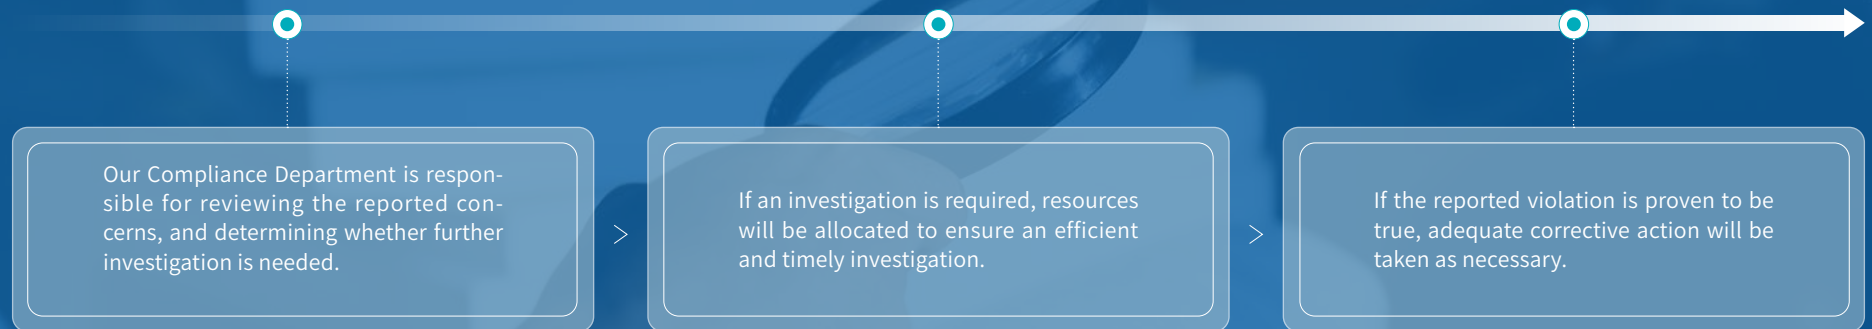 Our Compliance Department is respon-
sible for reviewing the reported con-
cerns, and determining whether further
investigation is needed.
>
If an investigation is required, resources
will be allocated to ensure an efficient
and timely investigation.
>
If the reported violation is proven to be
true, adequate corrective action will be
taken as necessary.